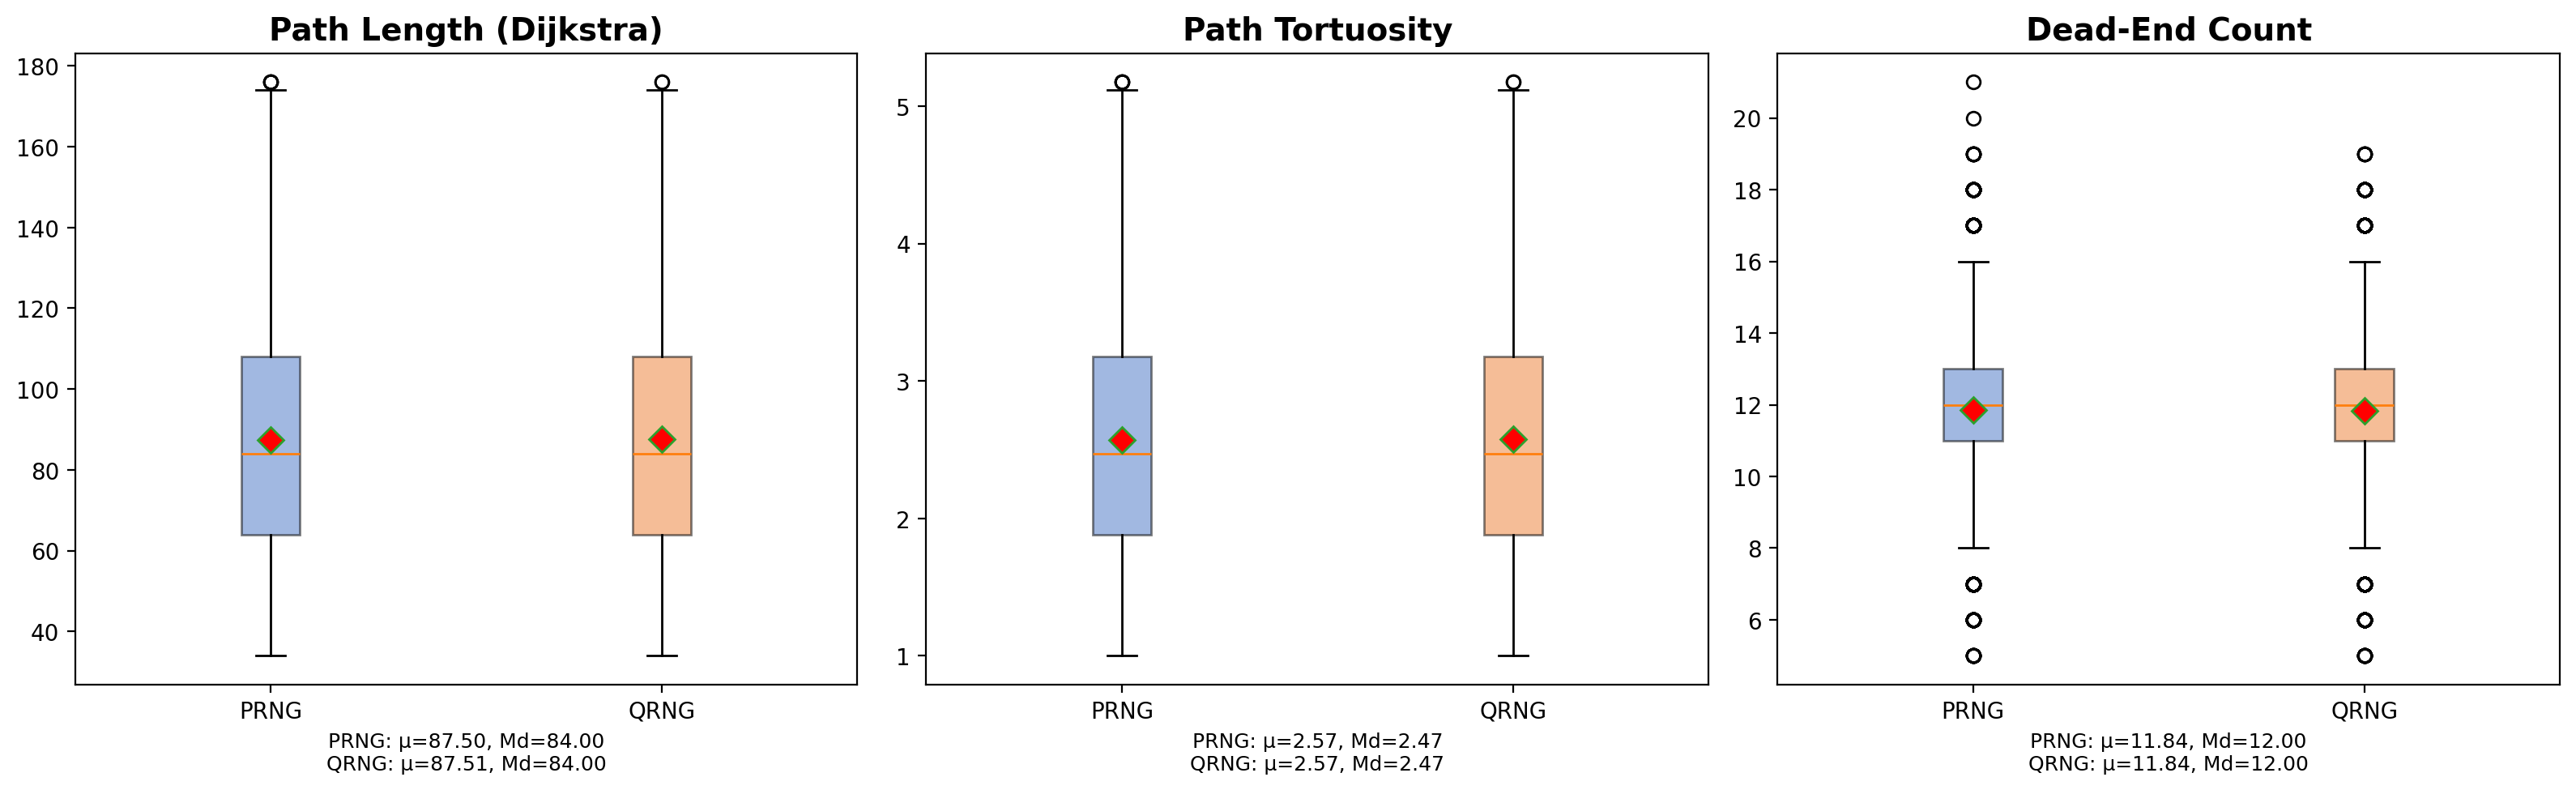 Path Length (Dijkstra)
180
160
140
120
100
80
60
40
PRNG
QRNG
PRNG: μ=87.50, Md=84.00
QRNG: μ=87.51, Md=84.00
Path Tortuosity
5
4
3
2
1
PRNG
QRNG
PRNG: μ=2.57, Md=2.47
QRNG: μ=2.57, Md=2.47
Dead-End Count
20
18
16
14
12
10
8
6
PRNG
QRNG
PRNG: μ=11.84, Md=12.00
QRNG: μ=11.84, Md=12.00